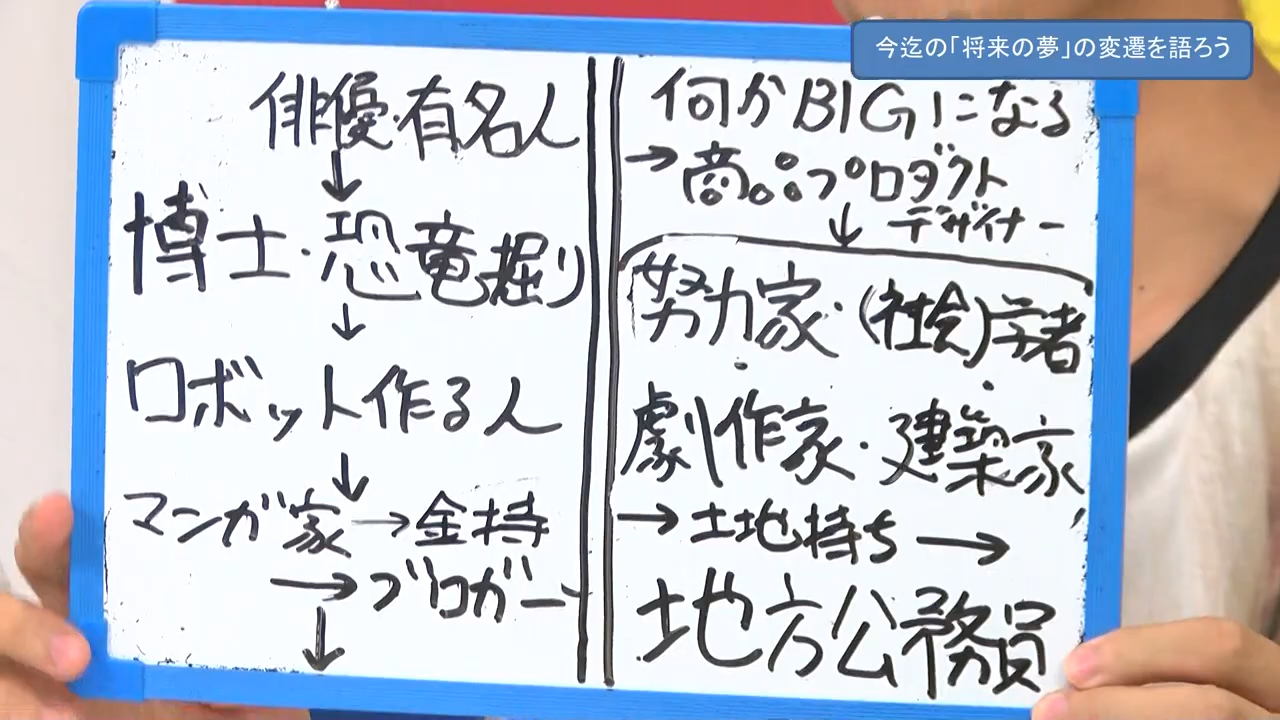 今迄の「将来の夢」の変遷を語ろう
俳優・有名人
↓
博士・恐竜掘り
↓
ロボット作る人
↓
マンガ家→金持
→ブロガー
↓
何かBIGになる
→商品プロダクト
デザイナー
↓
努力家・(社会)学者
劇作家・建築家
→土地持ち→
地方公務員